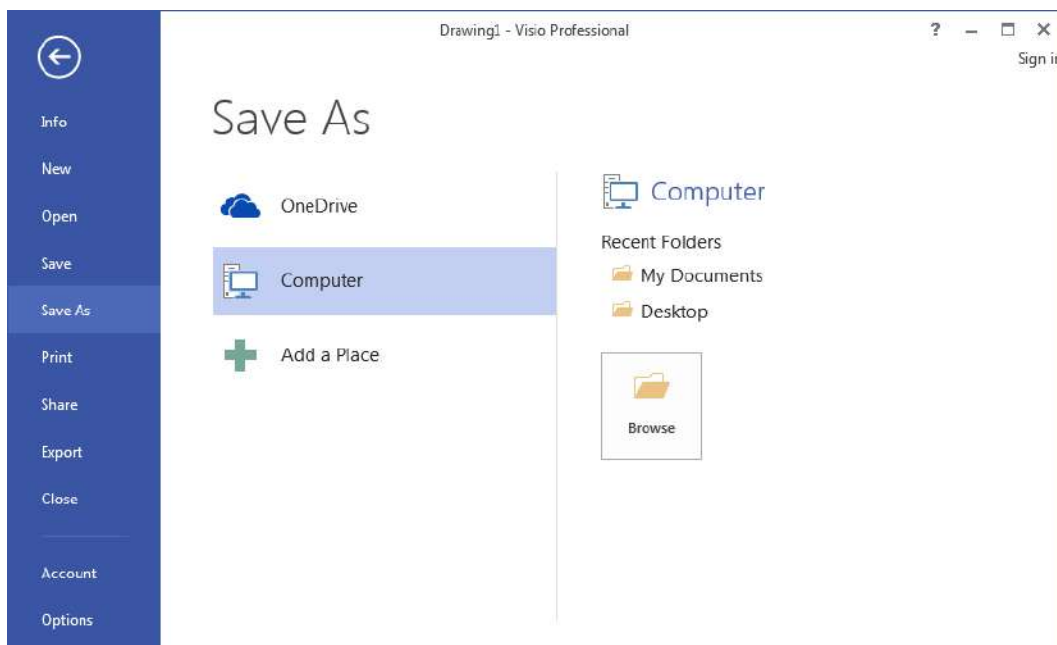 Drawing1 - Visio Professional
?
Sign in
Info
New
Open
Save
Save As
Print
Share
Export
Close
Account
Options
Save As
OneDrive
Computer
Add a Place
Computer
Recent Folders
My Documents
Desktop
Browse